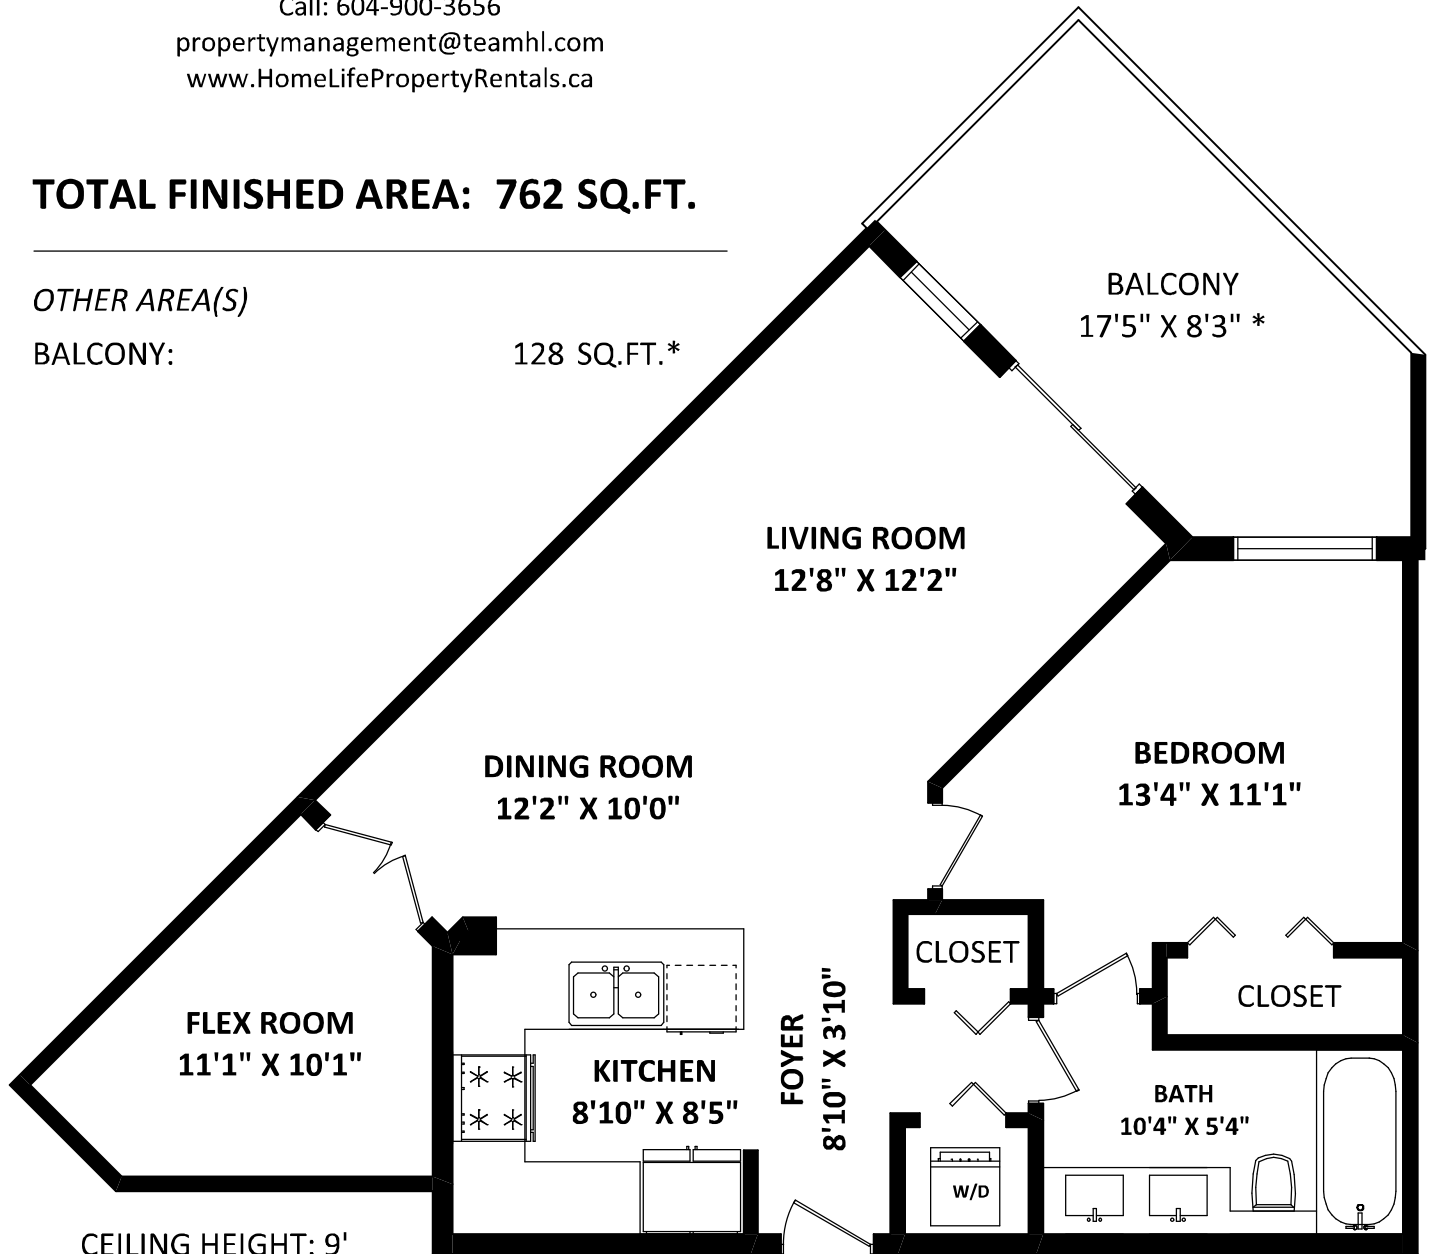 Call: 604-900-3656
propertymanagement@teamhl.com
www.HomeLifePropertyRentals.ca
TOTAL FINISHED AREA: 762 SQ.FT.
OTHER AREA(S)
BALCONY: 128 SQ.FT.*
BALCONY
17'5" X 8'3" *
LIVING ROOM
12'8" X 12'2"
DINING ROOM
12'2" X 10'0"
BEDROOM
13'4" X 11'1"
CLOSET
CLOSET
FLEX ROOM
11'1" X 10'1"
KITCHEN
8'10" X 8'5"
FOYER
8'10" X 3'10"
BATH
10'4" X 5'4"
W/D
CEILING HEIGHT: 9'